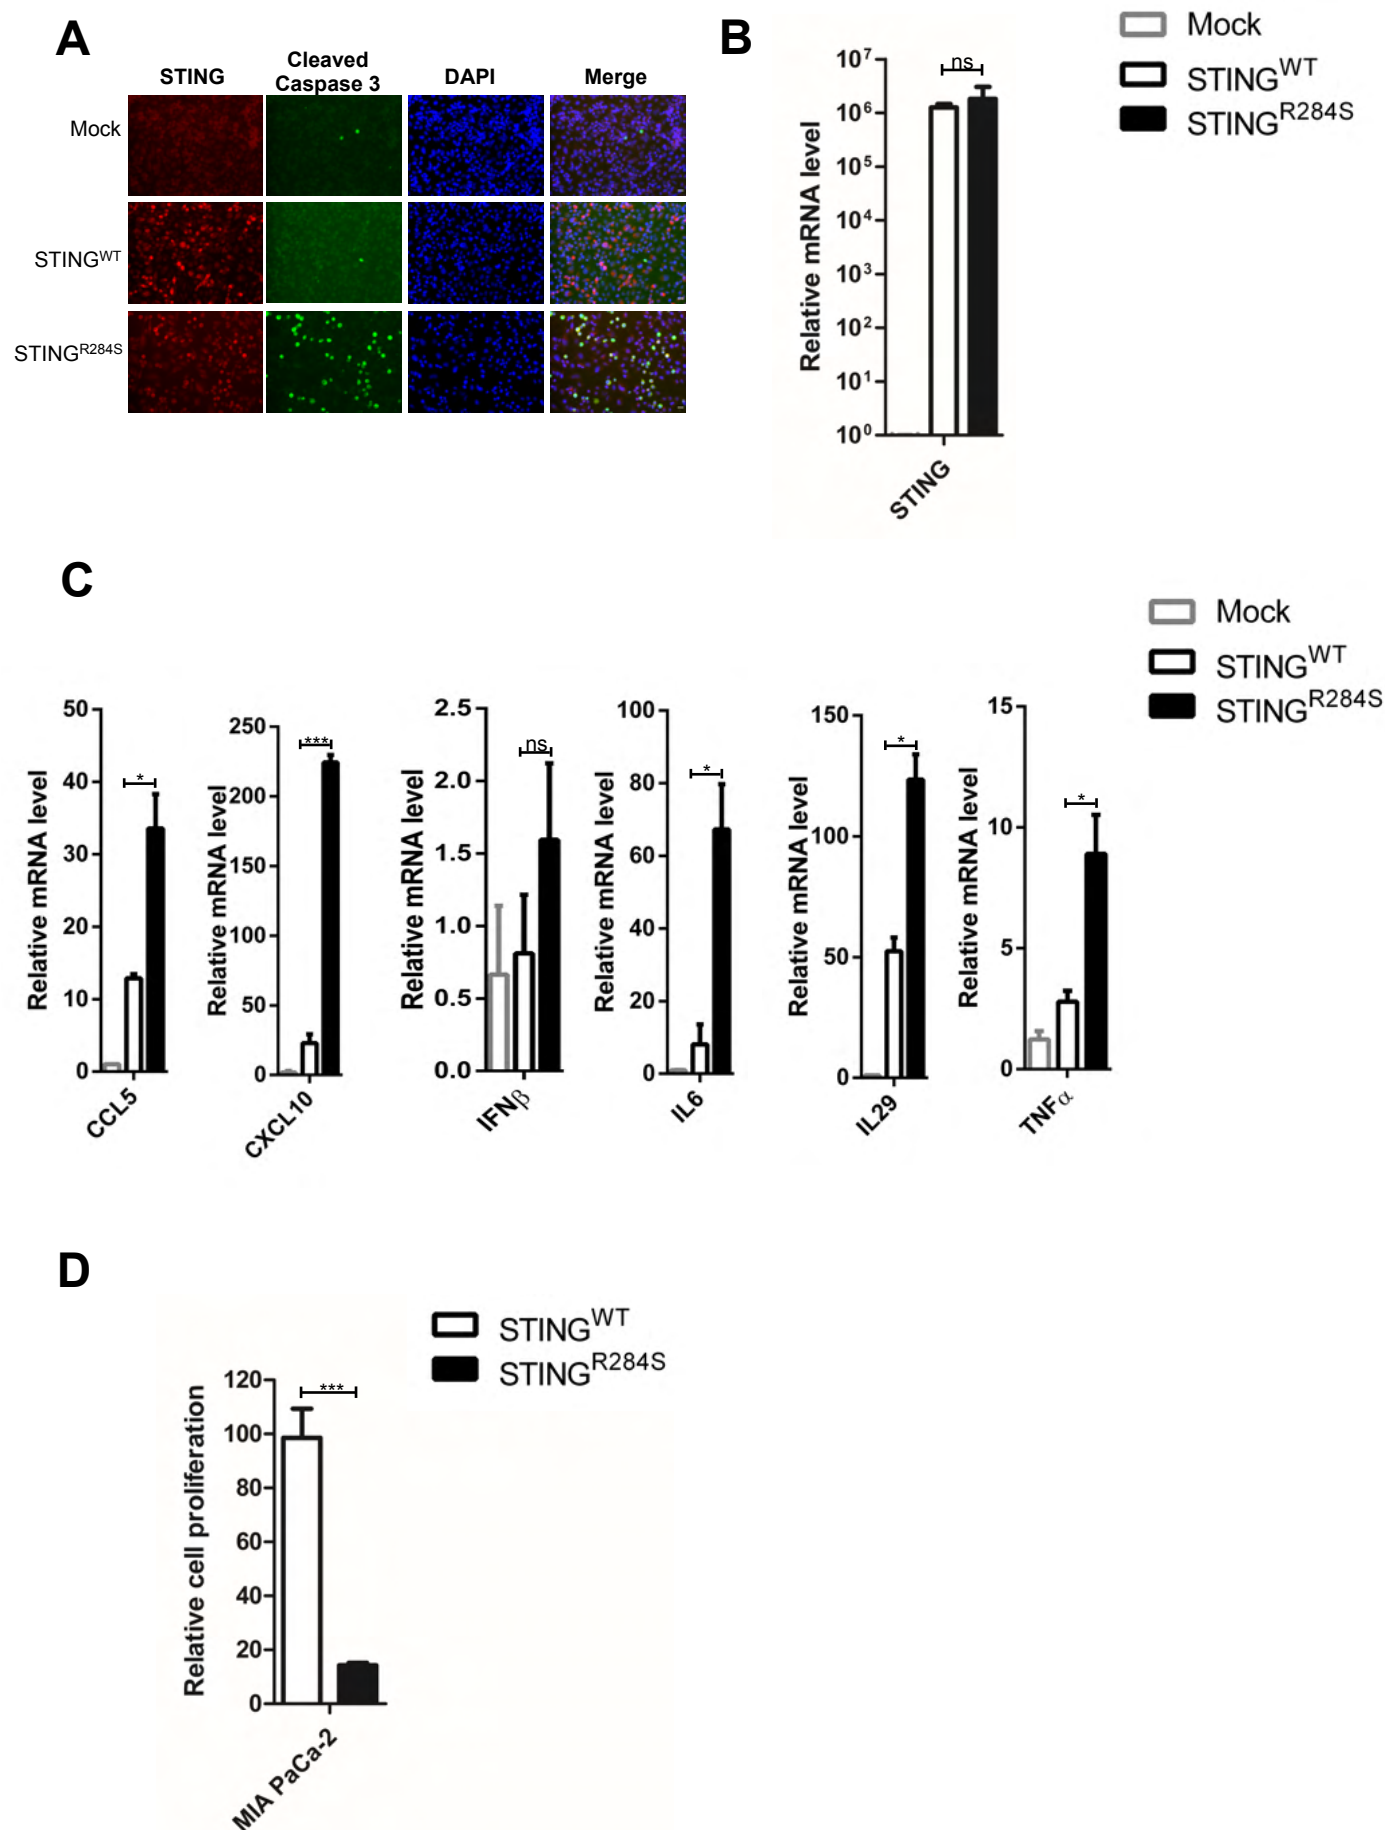 A
STING
Cleaved
Caspase 3
DAPI
Merge
Mock
STINGᵂᵀ
STINGᴿ²⁸⁴ˢ
B
Relative mRNA level
10⁷
10⁶
10⁵
10⁴
10³
10²
10¹
10⁰
ns
STING
Mock
STINGᵂᵀ
STINGᴿ²⁸⁴ˢ
C
Mock
STINGᵂᵀ
STINGᴿ²⁸⁴ˢ
Relative mRNA level
50
40
30
20
10
0
*
CCL5
Relative mRNA level
250
200
150
100
50
0
***
CXCL10
Relative mRNA level
2.5
2.0
1.5
1.0
0.5
0.0
ns
IFNβ
Relative mRNA level
100
80
60
40
20
0
*
IL6
Relative mRNA level
150
100
50
0
*
IL29
Relative mRNA level
15
10
5
0
*
TNFα
D
STINGᵂᵀ
STINGᴿ²⁸⁴ˢ
Relative cell proliferation
120
100
80
60
40
20
0
***
MIA PaCa-2